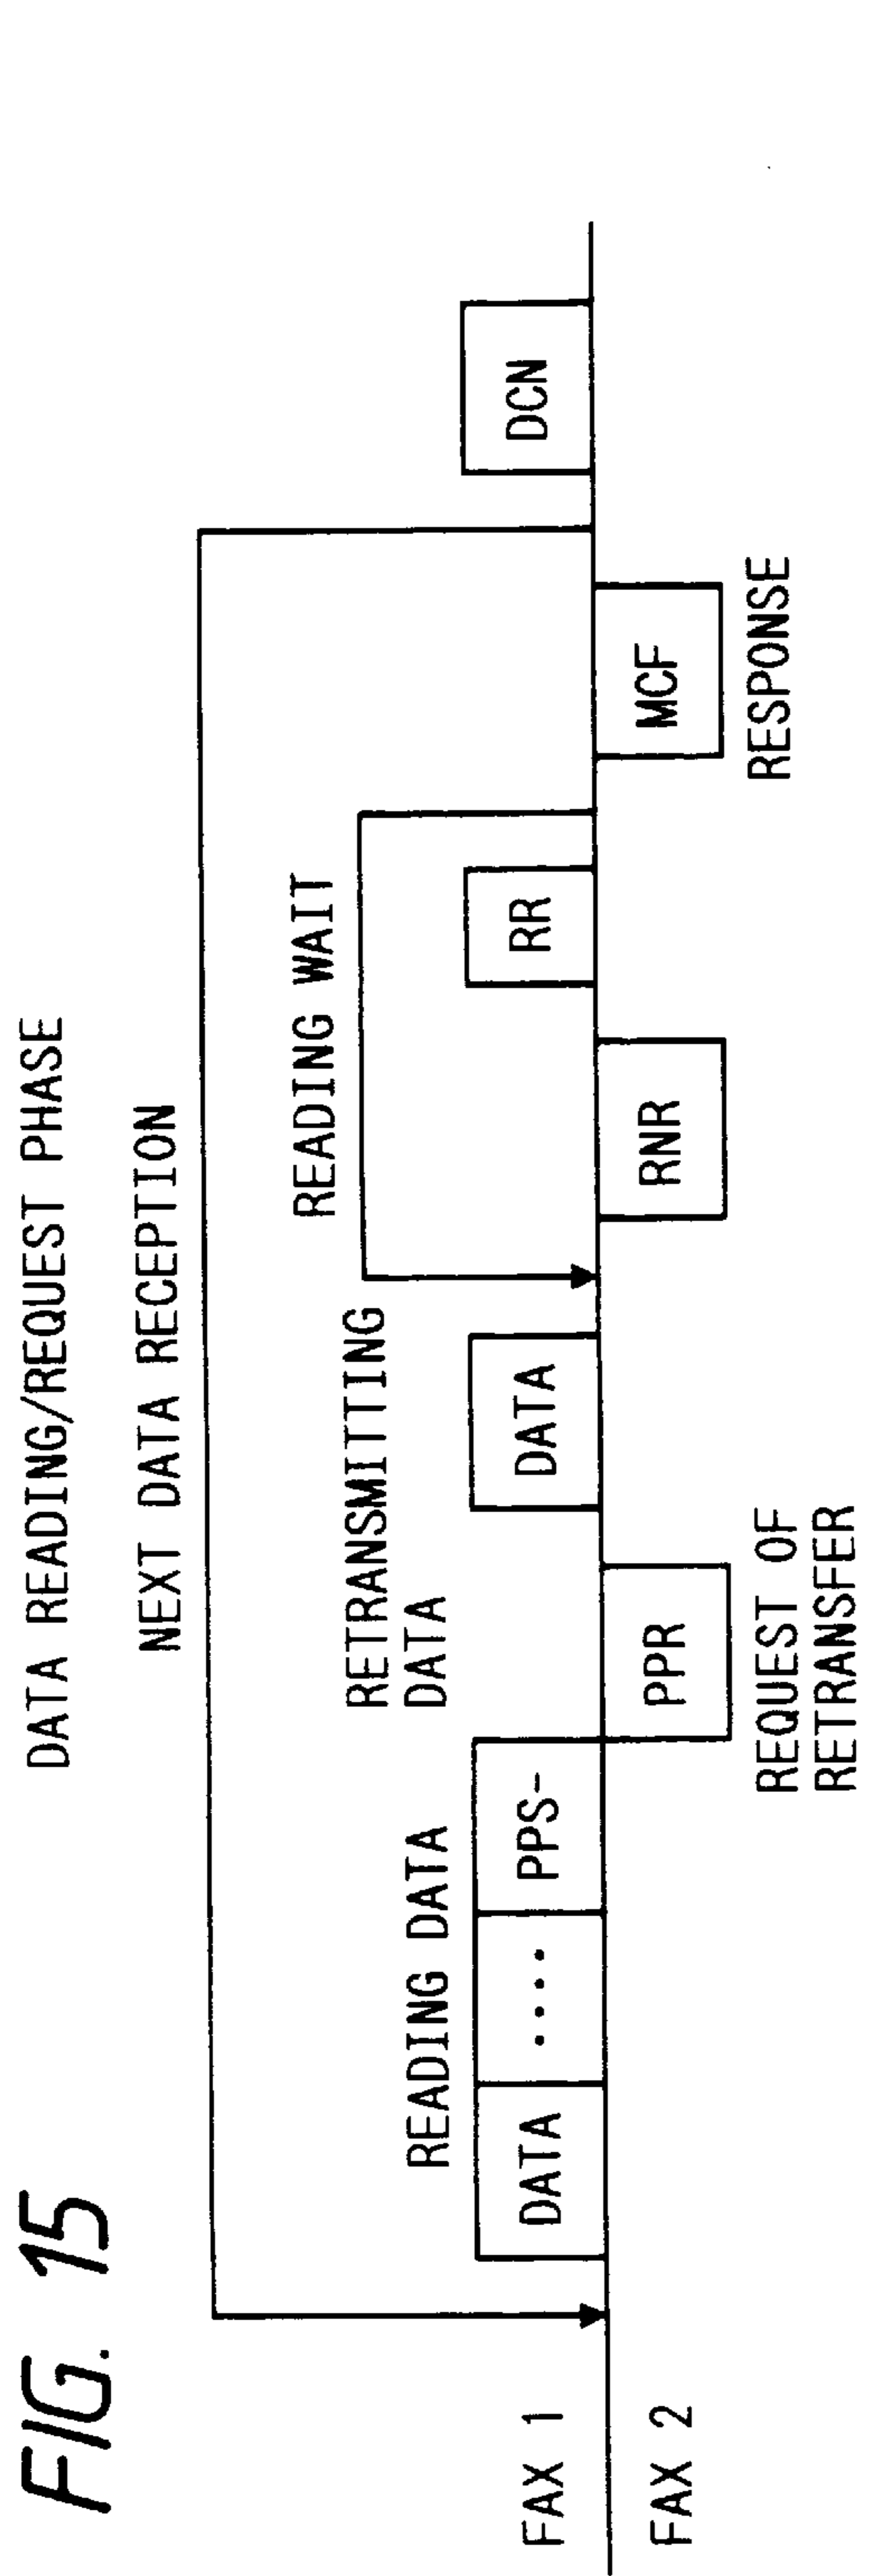 FIG. 15
DATA READING/REQUEST PHASE
NEXT DATA RECEPTION
READING WAIT
RETRANSMITTING
DATA
READING DATA
FAX 1
DATA
....
PPS-
DATA
RR
DCN
FAX 2
PPR
RNR
MCF
REQUEST OF
RETRANSFER
RESPONSE